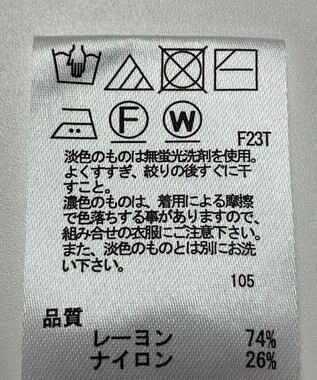 F
W
F23T
淡色のものは無蛍光洗剤を使用。
よくすすぎ、絞りの後すぐに干
すこと。
濃色のものは、着用による摩擦
で色落ちする事がありますので、
組み合せの衣服にご注意下さい。
また、淡色のものとは別にお洗
い下さい。
105
品質
レーヨン 74%
ナイロン 26%